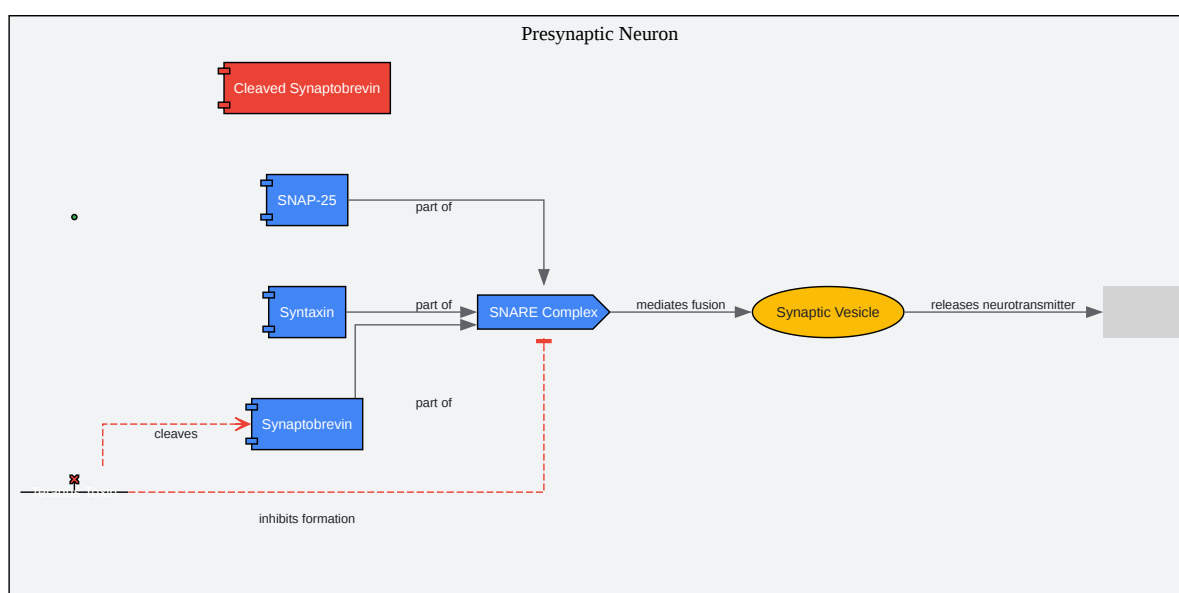 Presynaptic Neuron
Cleaved Synaptobrevin
SNAP-25
part of
Syntaxin
part of
SNARE Complex
mediates fusion
Synaptic Vesicle
releases neurotransmitter
Synaptobrevin
part of
cleaves
inhibits formation